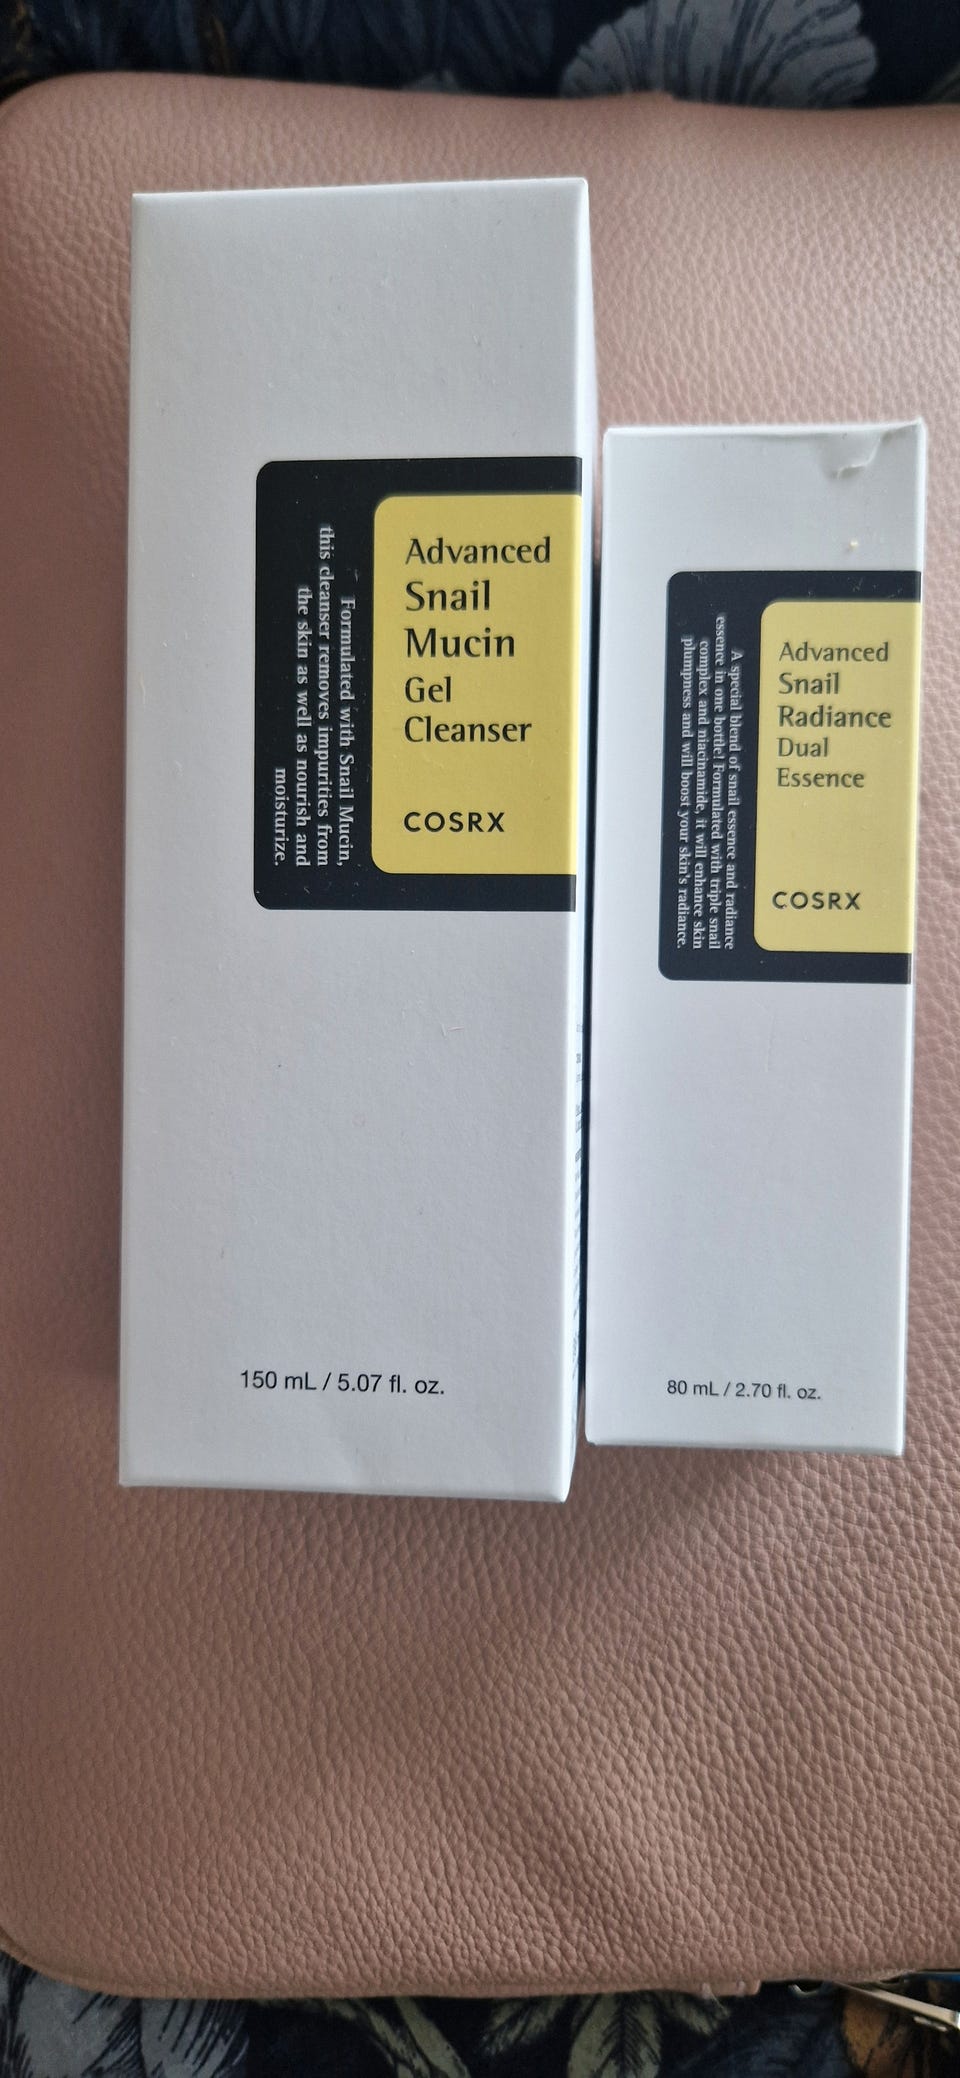 Advanced
Snail
Mucin
Gel
Cleanser
COSRX
Formulated with Snail Mucin,
this cleanser removes impurities from
the skin as well as nourish and
moisturize.
150 mL / 5.07 fl. oz.
Advanced
Snail
Radiance
Dual
Essence
COSRX
A special blend of snail essence and radiance
essence in one bottle! Formulated with triple snail
complex and niacinamide, it will enhance skin
plumpness and will boost your skin's radiance.
80 mL / 2.70 fl. oz.